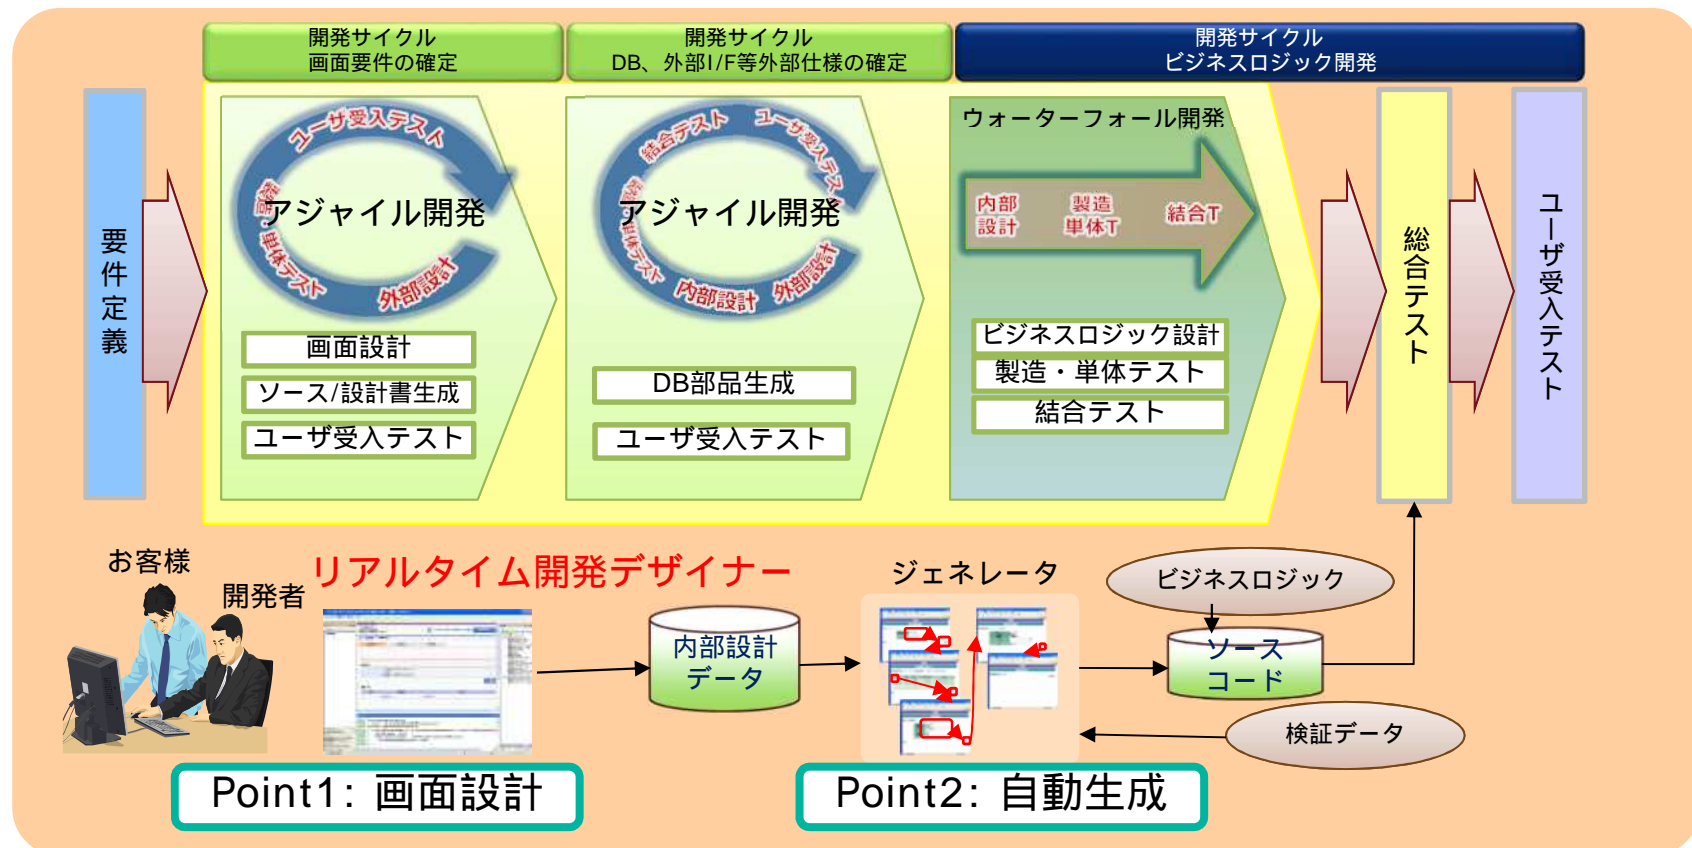 開発サイクル
画面要件の確定
開発サイクル
DB、外部I/F等外部仕様の確定
開発サイクル
ビジネスロジック開発
要件定義
ユーザ受入テスト
アジャイル開発
単体テスト
外部設計
画面設計
ソース/設計書生成
ユーザ受入テスト
結合テスト
ユーザ受入テスト
アジャイル開発
単体テスト
内部設計
外部設計
DB部品生成
ユーザ受入テスト
ウォーターフォール開発
内部
設計
製造
単体T
結合T
ビジネスロジック設計
製造・単体テスト
結合テスト
総合テスト
ユーザ受入テスト
お客様
開発者
リアルタイム開発デザイナー
内部設計
データ
ジェネレータ
ビジネスロジック
ソース
コード
検証データ
Point1: 画面設計
Point2: 自動生成